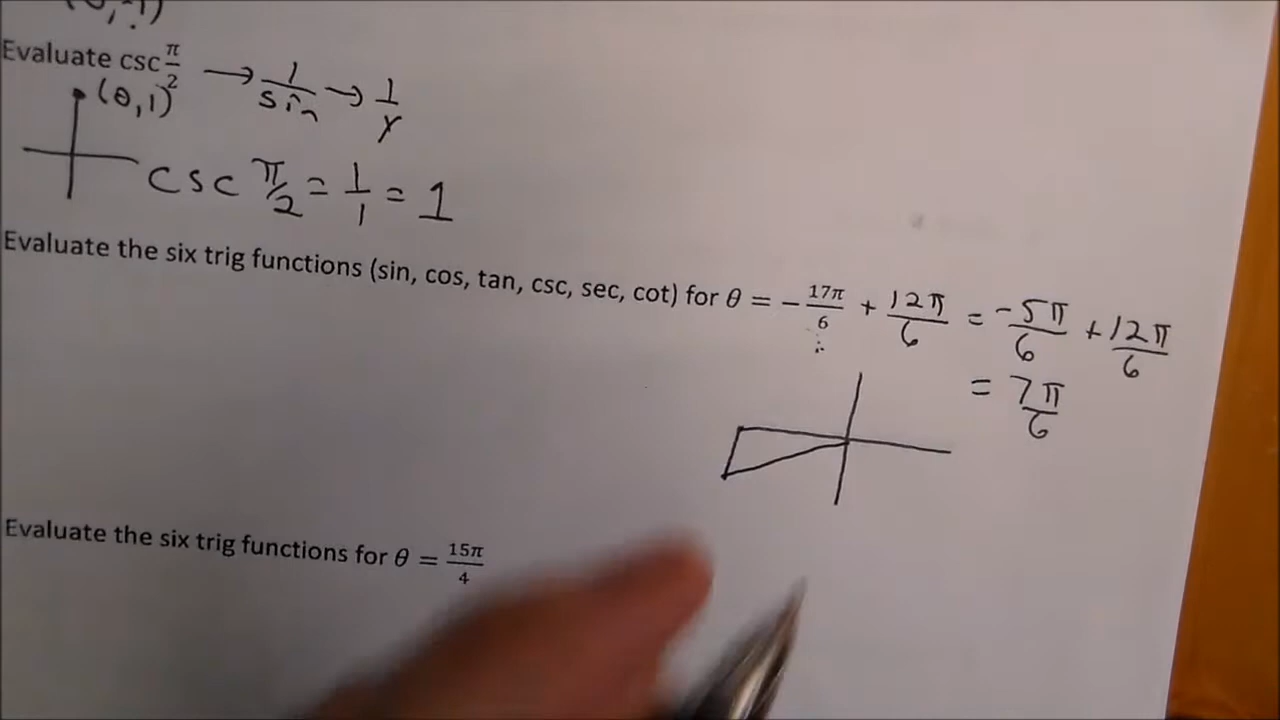 (0,-1)
Evaluate csc π/2 → 1/sin → 1/y
(0,1)
csc π/2 = 1/1 = 1
Evaluate the six trig functions (sin, cos, tan, csc, sec, cot) for θ = − 17π/6 + 12π/6 = -5π/6 + 12π/6
= 7π/6
Evaluate the six trig functions for θ = 15π/4